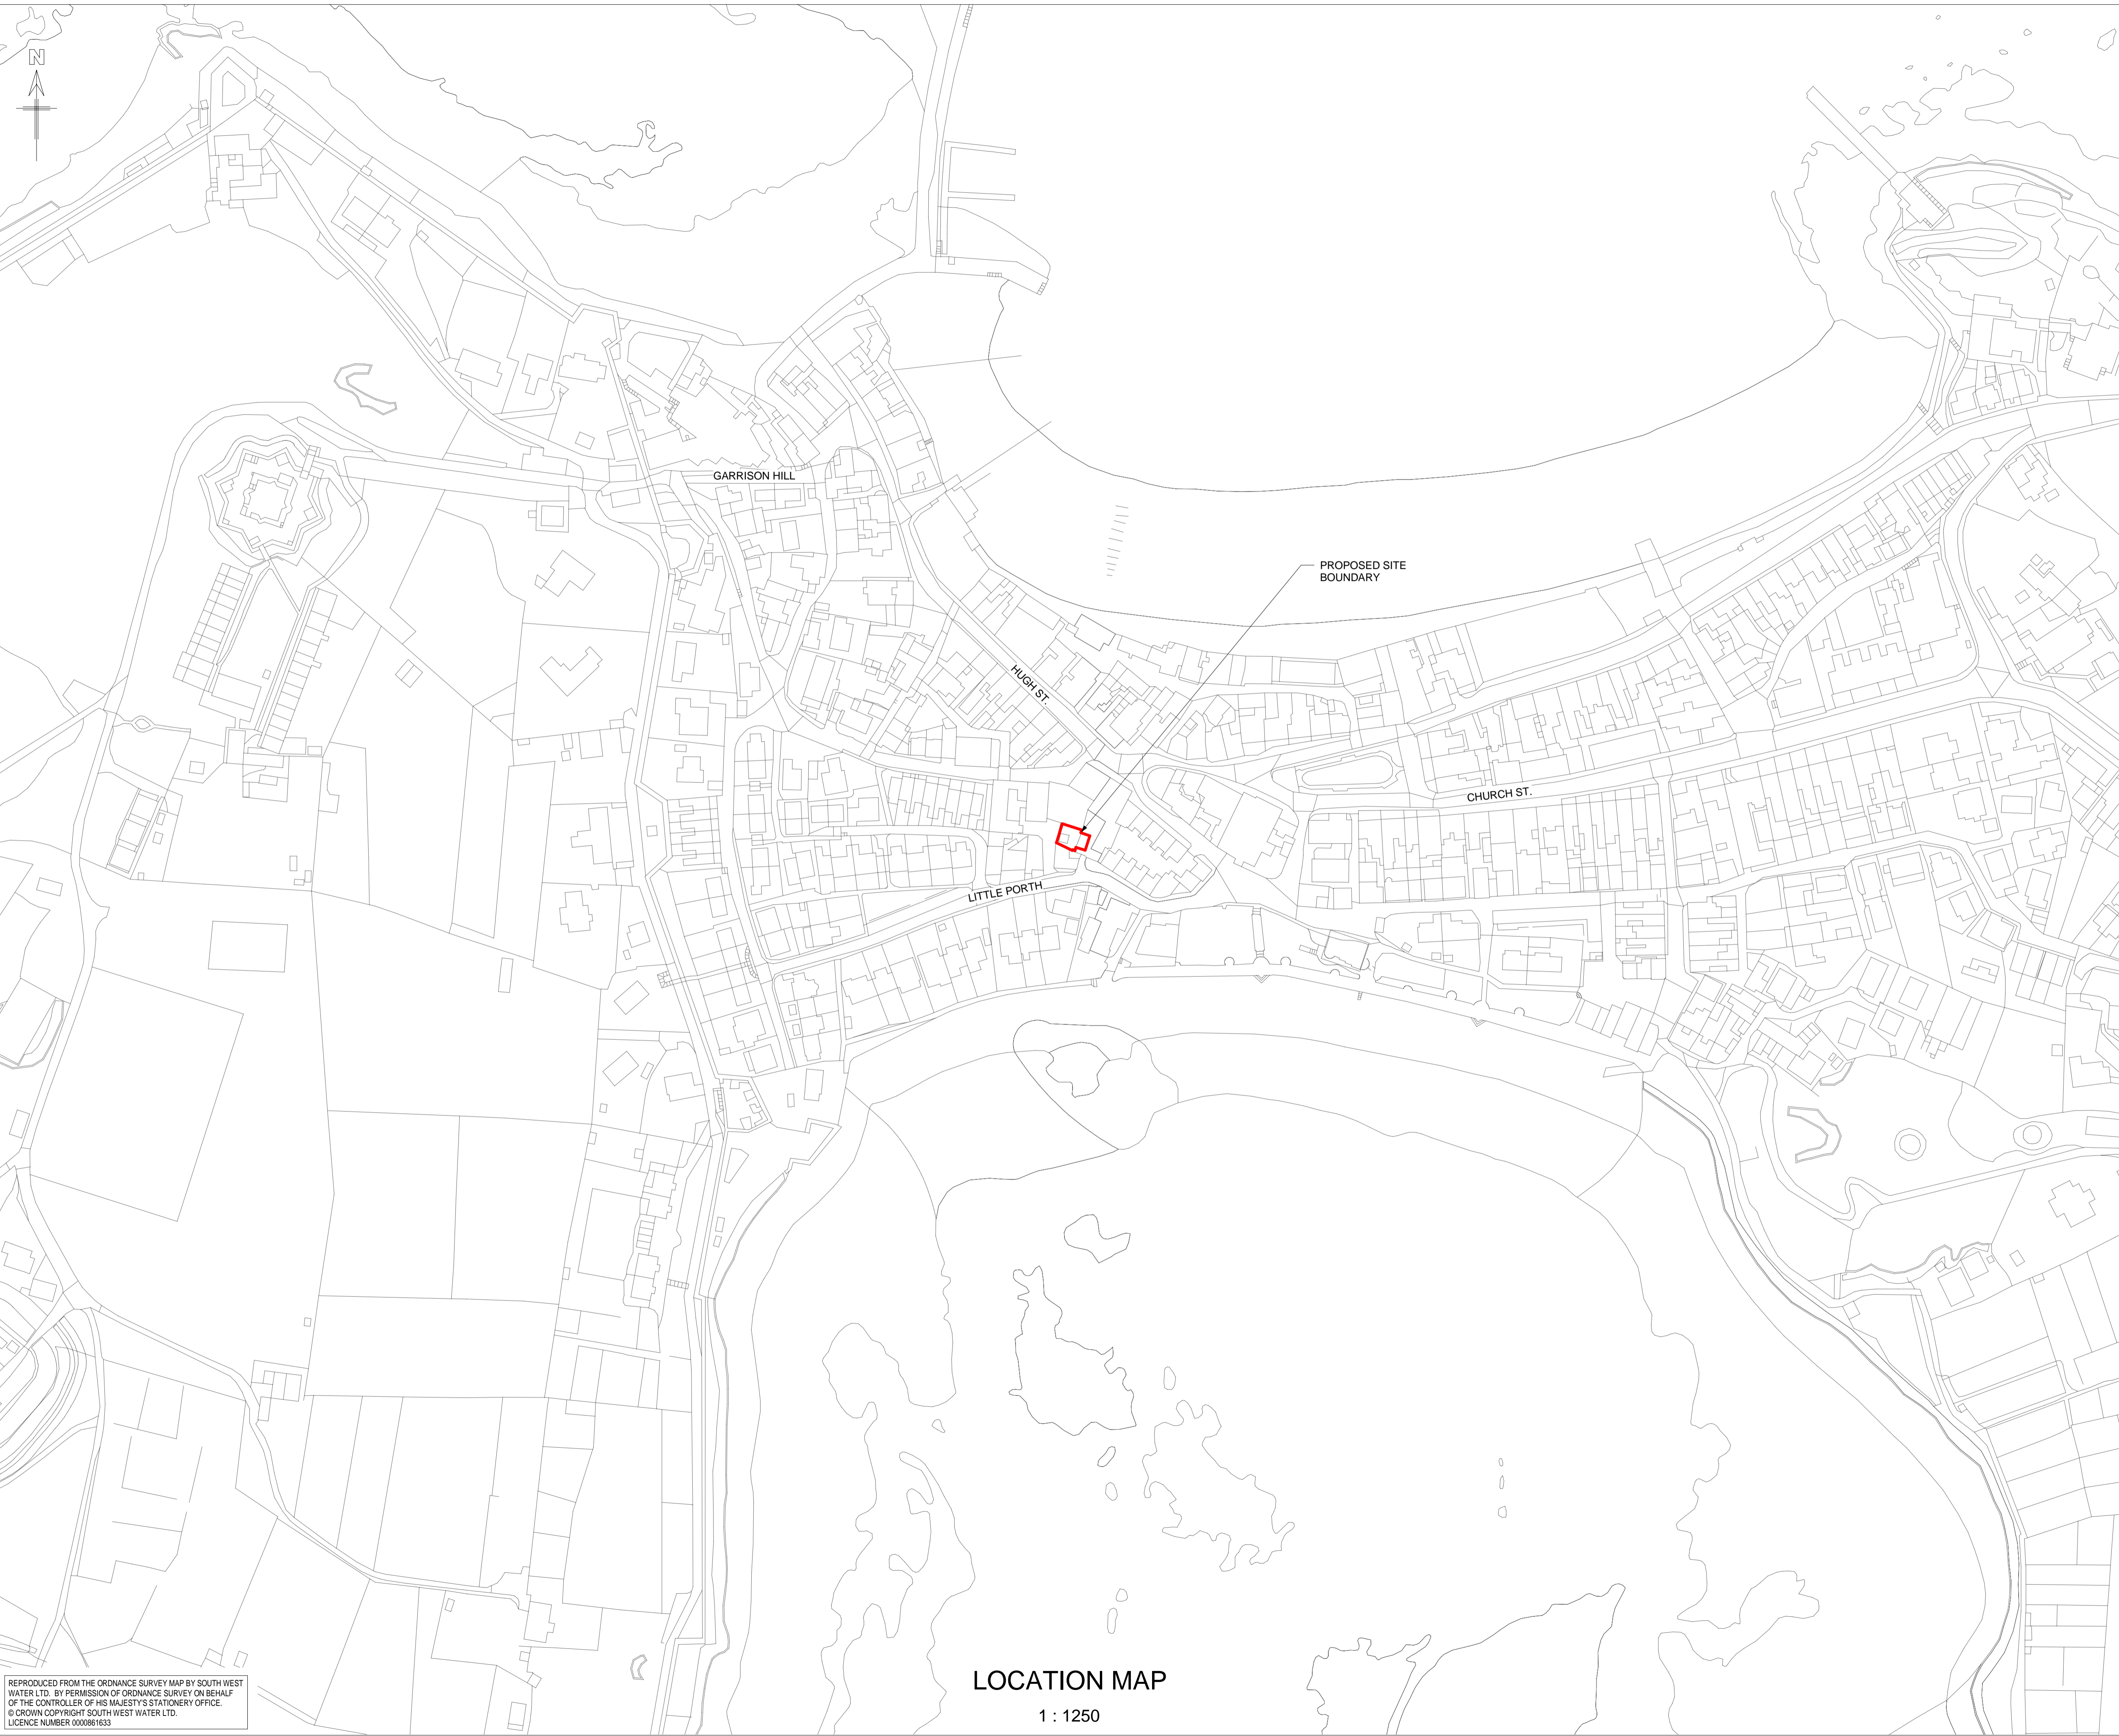 N
GARRISON HILL
PROPOSED SITE
BOUNDARY
HUGH ST.
CHURCH ST.
LITTLE PORTH
LOCATION MAP
1 : 1250
REPRODUCED FROM THE ORDNANCE SURVEY MAP BY SOUTH WEST
WATER LTD. BY PERMISSION OF ORDNANCE SURVEY ON BEHALF
OF THE CONTROLLER OF HIS MAJESTY'S STATIONERY OFFICE.
© CROWN COPYRIGHT SOUTH WEST WATER LTD.
LICENCE NUMBER 0000861633